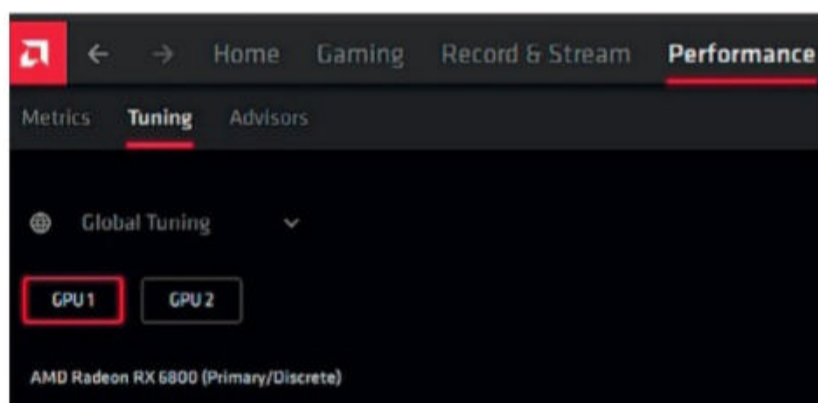 Home Gaming Record & Stream Performance
Metrics Tuning Advisors
Global Tuning
GPU 1 GPU 2
AMD Radeon RX 6800 (Primary/Discrete)